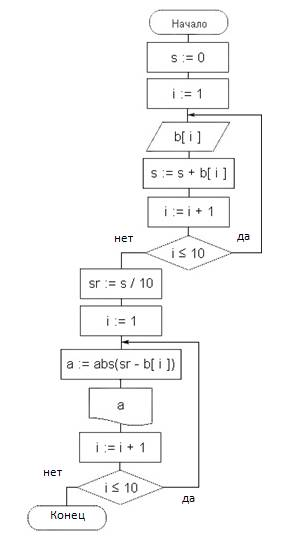 Начало
s := 0
i := 1
b[ i ]
s := s + b[ i ]
i := i + 1
нет
да
i ≤ 10
sr := s / 10
i := 1
a := abs(sr - b[ i ])
a
i := i + 1
нет
i ≤ 10
да
Конец